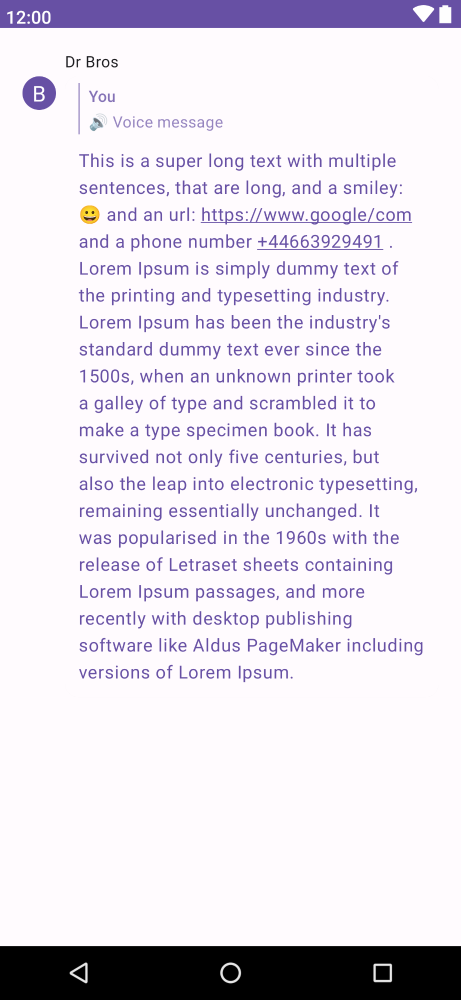 12:00
Dr Bros
B
You
🔊 Voice message
This is a super long text with multiple
sentences, that are long, and a smiley:
😀 and an url: https://www.google/com
and a phone number +44663929491 .
Lorem Ipsum is simply dummy text of
the printing and typesetting industry.
Lorem Ipsum has been the industry's
standard dummy text ever since the
1500s, when an unknown printer took
a galley of type and scrambled it to
make a type specimen book. It has
survived not only five centuries, but
also the leap into electronic typesetting,
remaining essentially unchanged. It
was popularised in the 1960s with the
release of Letraset sheets containing
Lorem Ipsum passages, and more
recently with desktop publishing
software like Aldus PageMaker including
versions of Lorem Ipsum.